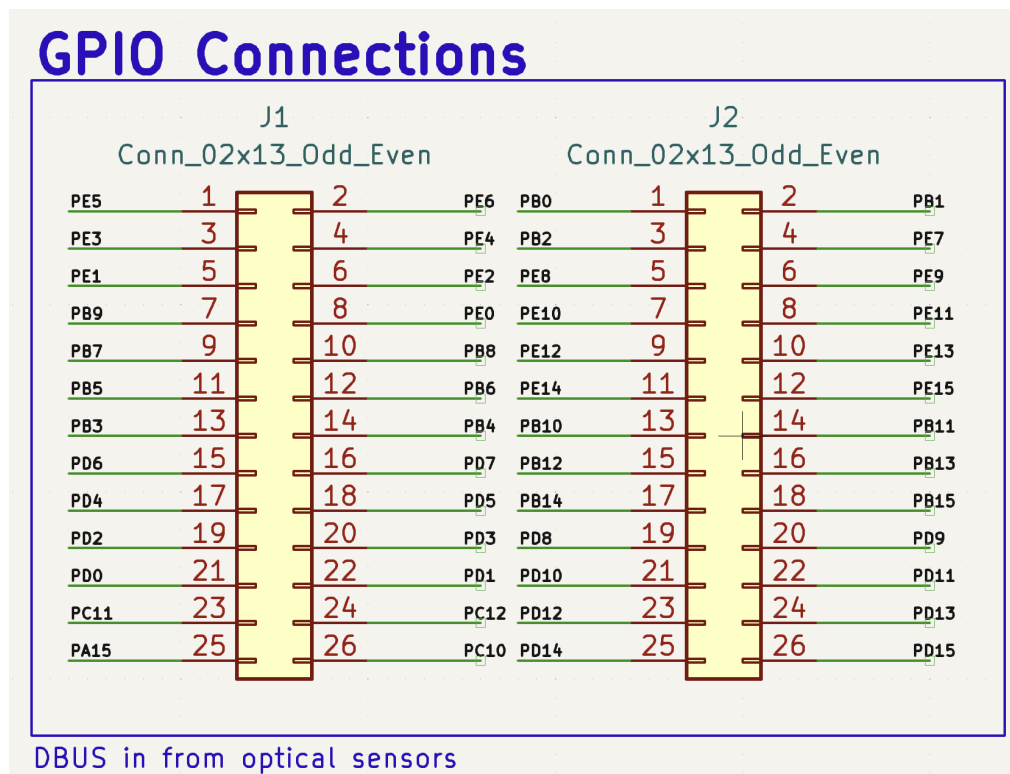 GPIO Connections
J1 J2
Conn_02x13_Odd_Even Conn_02x13_Odd_Even
PE5 1 2 PE6 PB0 1 2 PB1
PE3 3 4 PE4 PB2 3 4 PE7
PE1 5 6 PE2 PE8 5 6 PE9
PB9 7 8 PE0 PE10 7 8 PE11
PB7 9 10 PB8 PE12 9 10 PE13
PB5 11 12 PB6 PE14 11 12 PE15
PB3 13 14 PB4 PB10 13 14 PB11
PD6 15 16 PD7 PB12 15 16 PB13
PD4 17 18 PD5 PB14 17 18 PB15
PD2 19 20 PD3 PD8 19 20 PD9
PD0 21 22 PD1 PD10 21 22 PD11
PC11 23 24 PC12 PD12 23 24 PD13
PA15 25 26 PC10 PD14 25 26 PD15
DBUS in from optical sensors